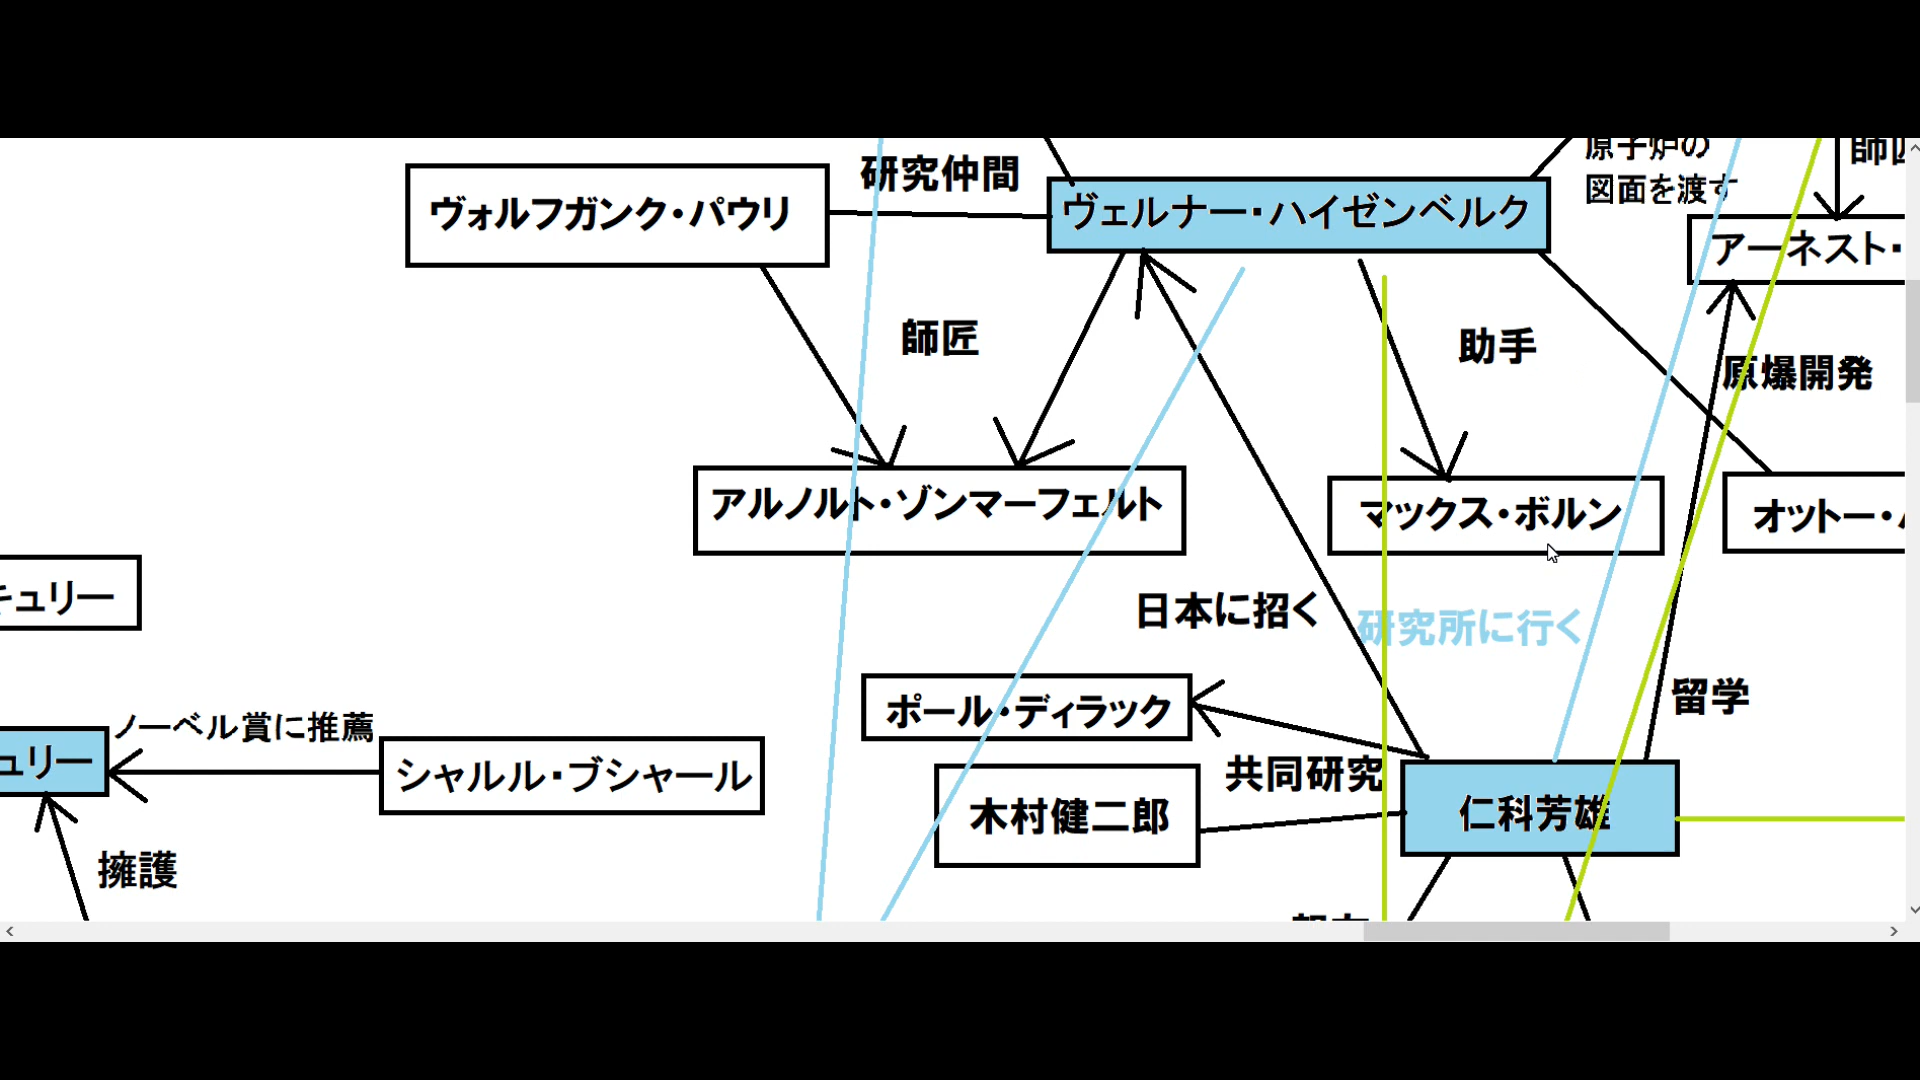 原子炉の
図面を渡す
師匠
研究仲間
ヴォルフガンク・パウリ
ヴェルナー・ハイゼンベルク
アーネスト・
師匠
助手
原爆開発
アルノルト・ゾンマーフェルト
マックス・ボルン
オットー・
キュリー
日本に招く
研究所に行く
留学
ポール・ディラック
ノーベル賞に推薦
ュリー
シャルル・ブシャール
共同研究
木村健二郎
仁科芳雄
擁護